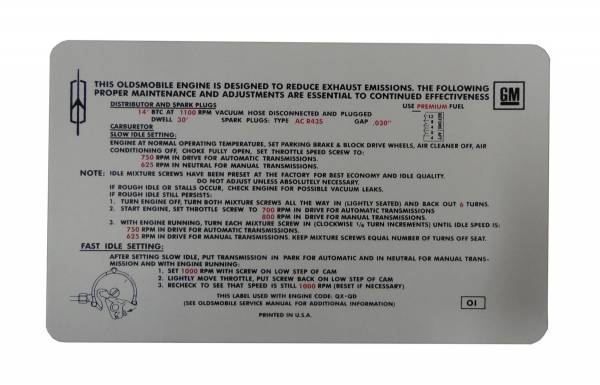 THIS OLDSMOBILE ENGINE IS DESIGNED TO REDUCE EXHAUST EMISSIONS. THE FOLLOWING
PROPER MAINTENANCE AND ADJUSTMENTS ARE ESSENTIAL TO CONTINUED EFFECTIVENESS
GM
DISTRIBUTOR AND SPARK PLUGS USE PREMIUM FUEL
14° BTC AT 1100 RPM VACUUM HOSE DISCONNECTED AND PLUGGED
DWELL 30° SPARK PLUGS: TYPE AC R43S GAP .030"
CARBURETOR
SLOW IDLE SETTING:
ENGINE AT NORMAL OPERATING TEMPERATURE, SET PARKING BRAKE & BLOCK DRIVE WHEELS, AIR CLEANER OFF, AIR
CONDITIONING OFF, CHOKE FULLY OPEN, SET THROTTLE SPEED SCREW TO:
750 RPM IN DRIVE FOR AUTOMATIC TRANSMISSIONS.
625 RPM IN NEUTRAL FOR MANUAL TRANSMISSIONS.
NOTE: IDLE MIXTURE SCREWS HAVE BEEN PRESET AT THE FACTORY FOR BEST ECONOMY AND IDLE QUALITY.
DO NOT ADJUST UNLESS ABSOLUTELY NECESSARY.
IF ROUGH IDLE OR STALLS OCCUR, CHECK ENGINE FOR POSSIBLE VACUUM LEAKS.
IF ROUGH IDLE STILL PERSISTS:
1. TURN ENGINE OFF, TURN BOTH MIXTURE SCREWS ALL THE WAY IN (LIGHTLY SEATED) AND BACK OUT 6 TURNS.
2. START ENGINE, SET THROTTLE SCREW TO 700 RPM IN DRIVE FOR AUTOMATIC TRANSMISSIONS
800 RPM IN DRIVE FOR MANUAL TRANSMISSIONS.
3. WITH ENGINE RUNNING, TURN EACH MIXTURE SCREW IN (CLOCKWISE 1/8 TURN INCREMENTS) UNTIL IDLE SPEED IS:
750 RPM IN DRIVE FOR AUTOMATIC TRANSMISSIONS.
625 RPM IN DRIVE FOR MANUAL TRANSMISSIONS. KEEP MIXTURE SCREWS EQUAL NUMBER OF TURNS OFF SEAT.
FAST IDLE SETTING:
AFTER SETTING SLOW IDLE, PUT TRANSMISSION IN PARK FOR AUTOMATIC AND IN NEUTRAL FOR MANUAL TRANS-
MISSION AND WITH ENGINE RUNNING:
1. SET 1000 RPM WITH SCREW ON LOW STEP OF CAM
2. LIGHTLY MOVE THROTTLE, PUT SCREW BACK ON LOW STEP OF CAM
3. RECHECK TO SEE THAT SPEED IS STILL 1000 RPM (RESET IF NECESSARY)
THIS LABEL USED WITH ENGINE CODE: QX-QD
(SEE OLDSMOBILE SERVICE MANUAL FOR ADDITIONAL INFORMATION)
OI
PRINTED IN U.S.A.